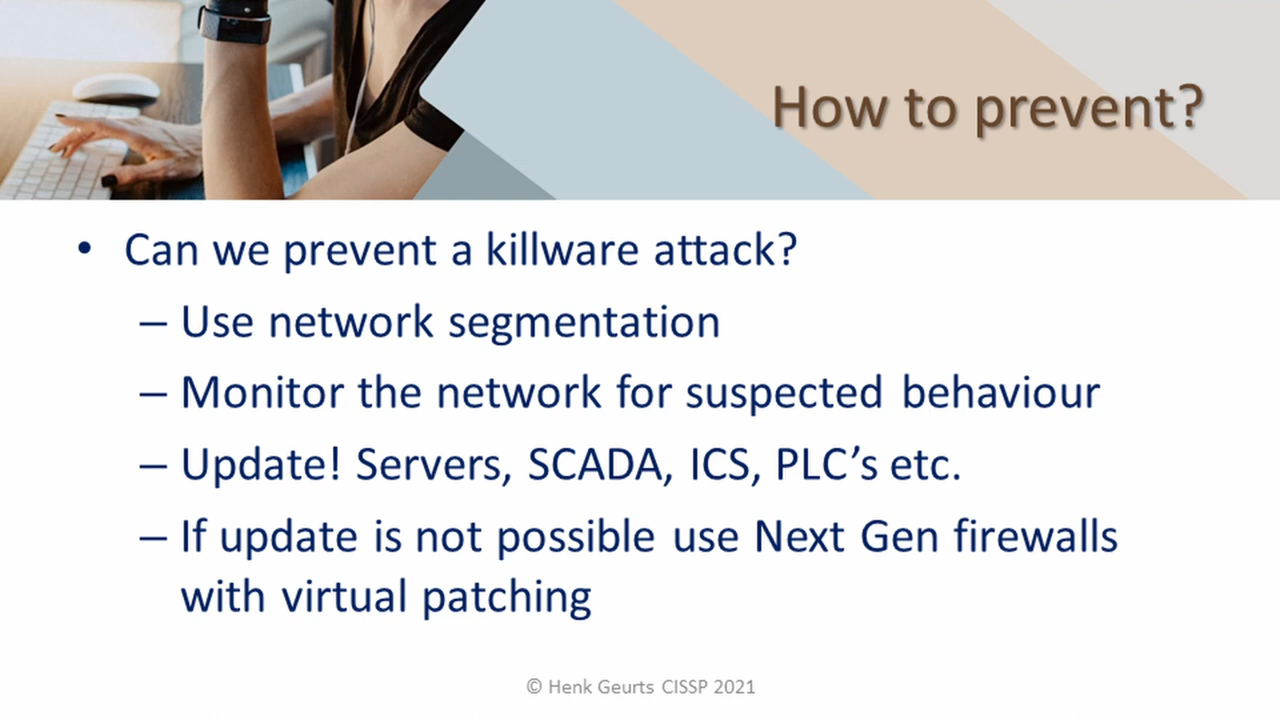 How to prevent?
• Can we prevent a killware attack?
– Use network segmentation
– Monitor the network for suspected behaviour
– Update! Servers, SCADA, ICS, PLC’s etc.
– If update is not possible use Next Gen firewalls
with virtual patching
© Henk Geurts CISSP 2021